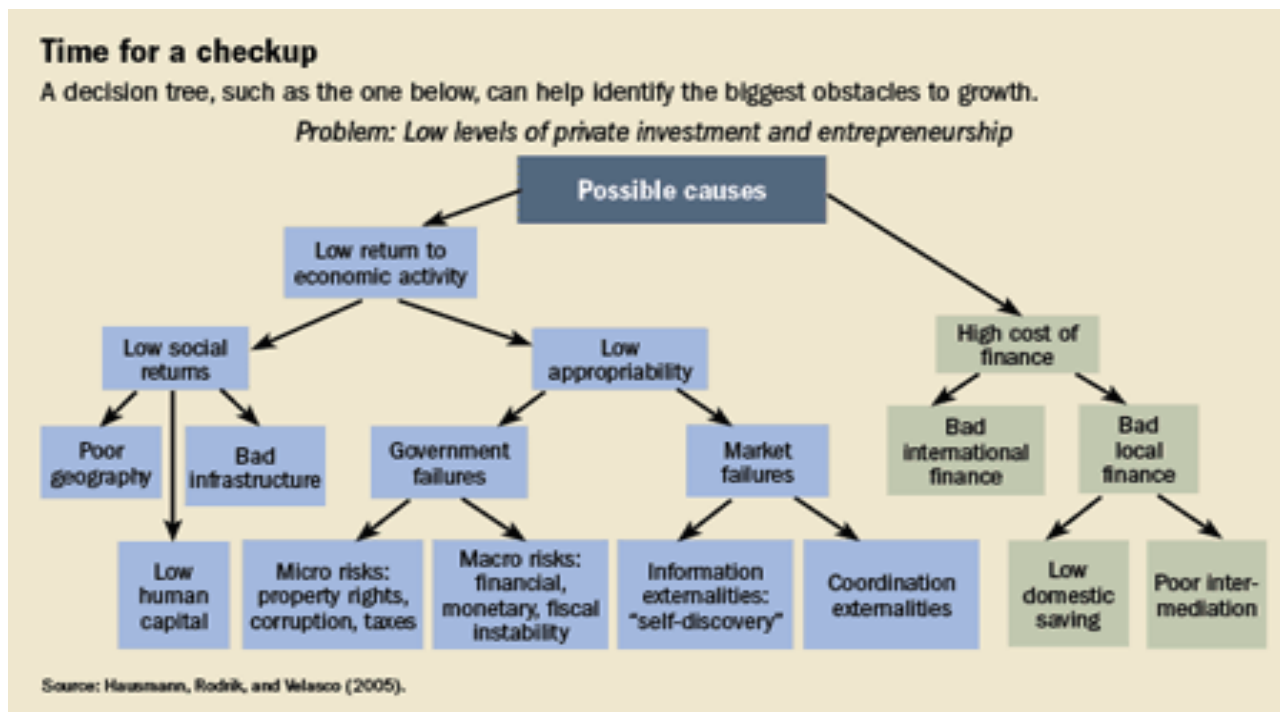 Time for a checkup
A decision tree, such as the one below, can help identify the biggest obstacles to growth.
Problem: Low levels of private investment and entrepreneurship
Possible causes
Low return to
economic activity
Low social
returns
Low
appropriability
High cost of
finance
Poor
geography
Bad
infrastructure
Government
failures
Market
failures
Bad
international
finance
Bad
local
finance
Low
human
capital
Micro risks:
property rights,
corruption, taxes
Macro risks:
financial,
monetary, fiscal
instability
Information
externalities:
“self-discovery”
Coordination
externalities
Low
domestic
saving
Poor inter-
mediation
Source: Hausmann, Rodrik, and Velasco (2005).